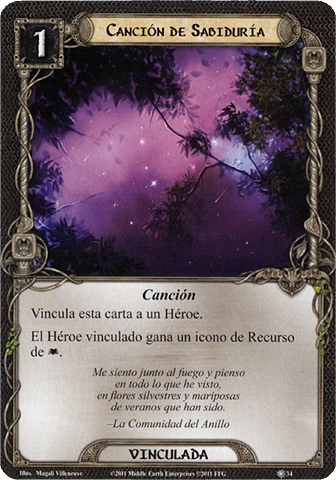 1
Canción de Sabiduría
Canción
Vincula esta carta a un Héroe.
El Héroe vinculado gana un icono de Recurso
de .
Me siento junto al fuego y pienso
en todo lo que he visto,
en flores silvestres y mariposas
de veranos que han sido.
–La Comunidad del Anillo
VINCULADA
Illus. Magali Villeneuve
©2011 Middle Earth Enterprises ©2011 FFG
34